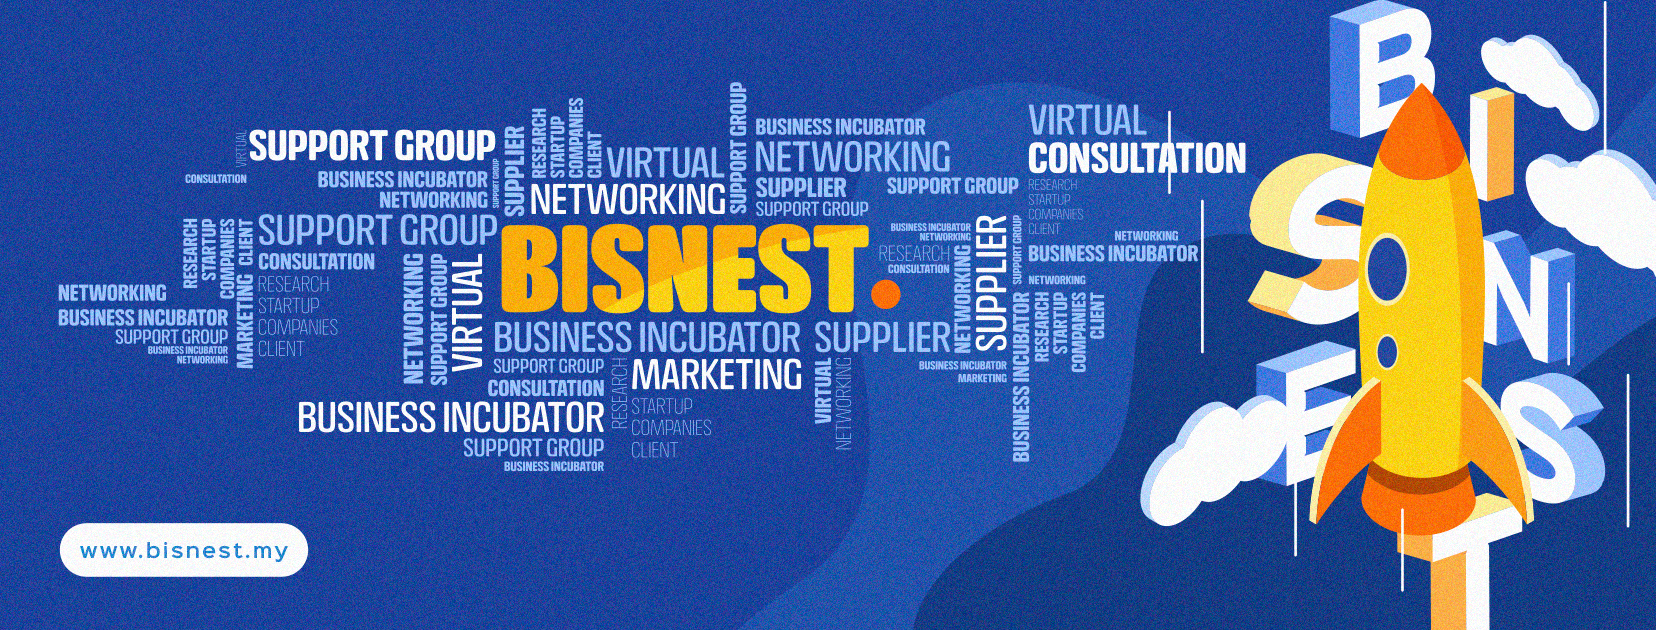 VIRTUAL
SUPPORT GROUP
CONSULTATION
BUSINESS INCUBATOR
NETWORKING
SUPPORT GROUP
SUPPLIER
RESEARCH
STARTUP
COMPANIES
CLIENT
VIRTUAL
NETWORKING
SUPPORT GROUP
BUSINESS INCUBATOR
NETWORKING
SUPPLIER
SUPPORT GROUP
SUPPORT GROUP
VIRTUAL
CONSULTATION
RESEARCH
STARTUP
COMPANIES
CLIENT
NETWORKING
BUSINESS INCUBATOR
NETWORKING
RESEARCH
STARTUP
COMPANIES
CLIENT
SUPPORT GROUP
CONSULTATION
RESEARCH
STARTUP
COMPANIES
CLIENT
MARKETING
NETWORKING
BUSINESS INCUBATOR
SUPPORT GROUP
BUSINESS INCUBATOR
NETWORKING
NETWORKING
SUPPORT GROUP
VIRTUAL
BISNEST.
BUSINESS INCUBATOR
NETWORKING
RESEARCH
CONSULTATION
NETWORKING
SUPPLIER
SUPPORT GROUP
BUSINESS INCUBATOR SUPPLIER
SUPPORT GROUP
CONSULTATION
BUSINESS INCUBATOR
SUPPORT GROUP
BUSINESS INCUBATOR
RESEARCH
MARKETING
STARTUP
COMPANIES
CLIENT
VIRTUAL
NETWORKING
BUSINESS INCUBATOR
MARKETING
BUSINESS INCUBATOR
RESEARCH
STARTUP
COMPANIES
CLIENT
www.bisnest.my
B
I
S
N
E
S
T